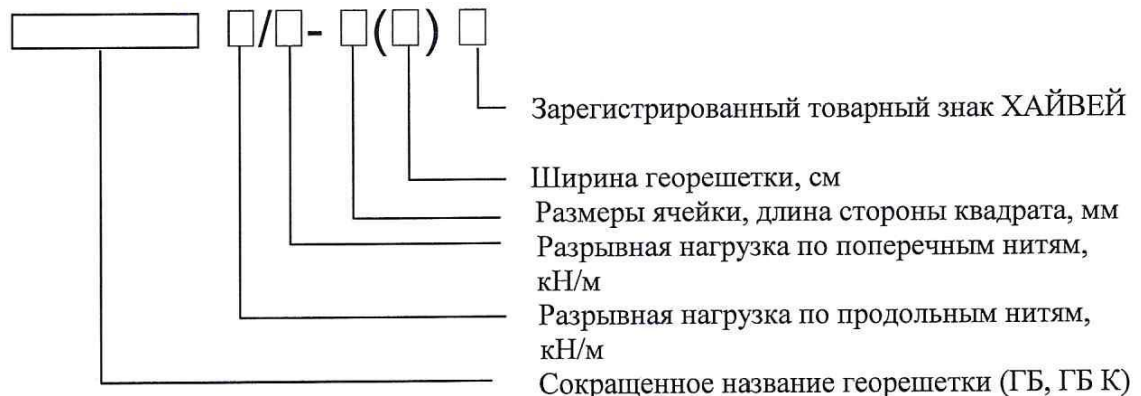 / - ( )
Зарегистрированный товарный знак ХАЙВЕЙ
Ширина георешетки, см
Размеры ячейки, длина стороны квадрата, мм
Разрывная нагрузка по поперечным нитям,
кН/м
Разрывная нагрузка по продольным нитям,
кН/м
Сокращенное название георешетки (ГБ, ГБ К)